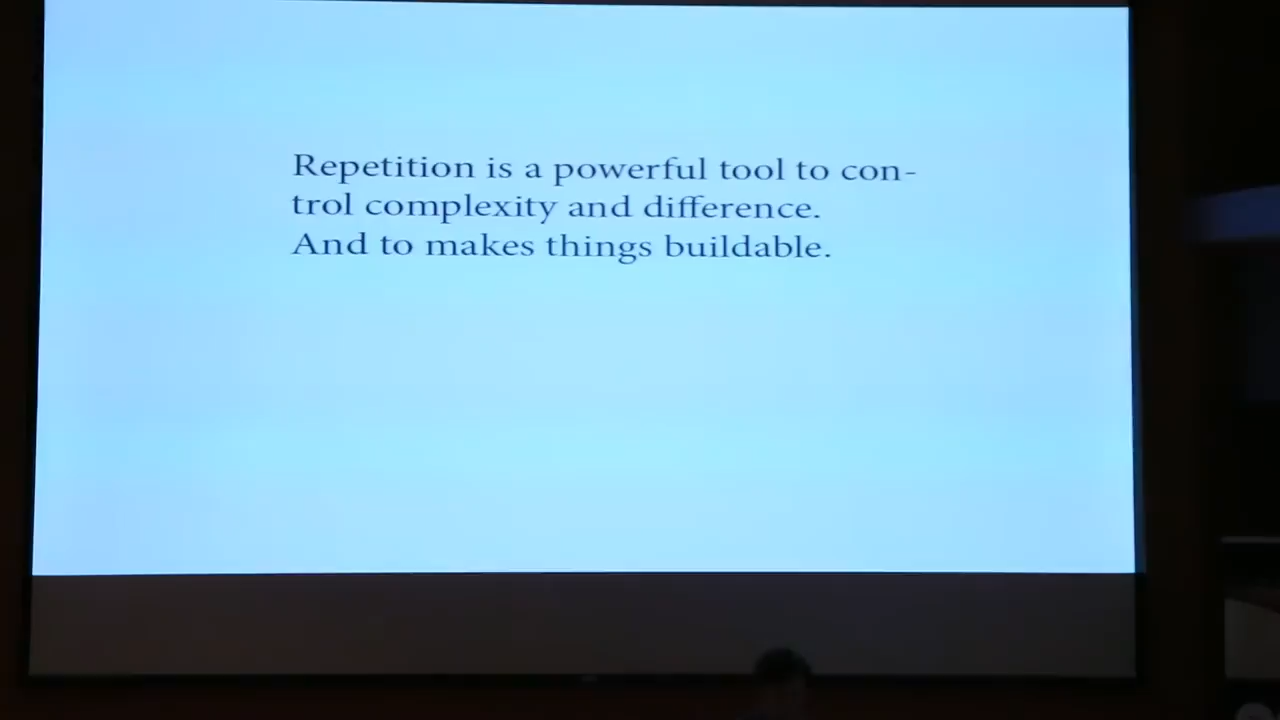 Repetition is a powerful tool to con-
trol complexity and difference.
And to makes things buildable.